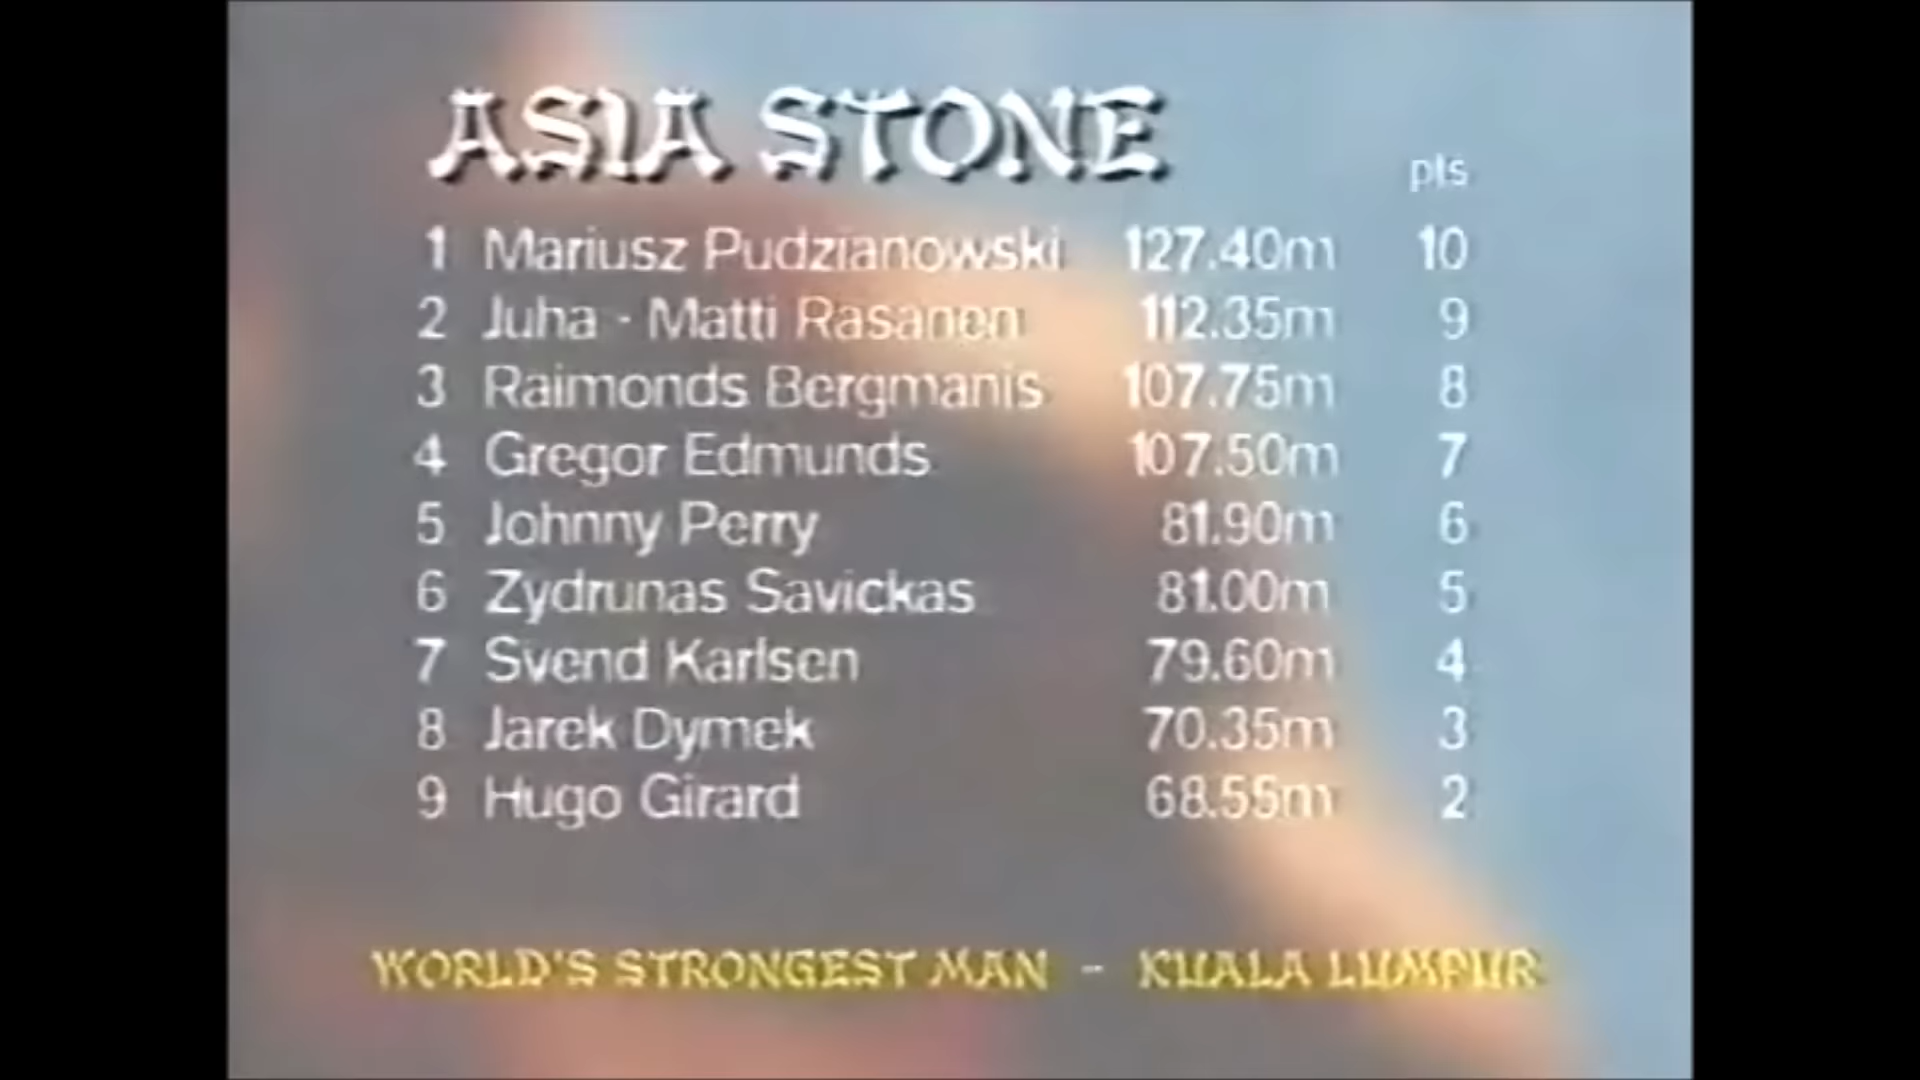 ASIA STONE
pts
1 Mariusz Pudzianowski 127.40m 10
2 Juha - Matti Rasanen 112.35m 9
3 Raimonds Bergmanis 107.75m 8
4 Gregor Edmunds 107.50m 7
5 Johnny Perry 81.90m 6
6 Zydrunas Savickas 81.00m 5
7 Svend Karlsen 79.60m 4
8 Jarek Dymek 70.35m 3
9 Hugo Girard 68.55m 2
WORLD'S STRONGEST MAN - KUALA LUMPUR